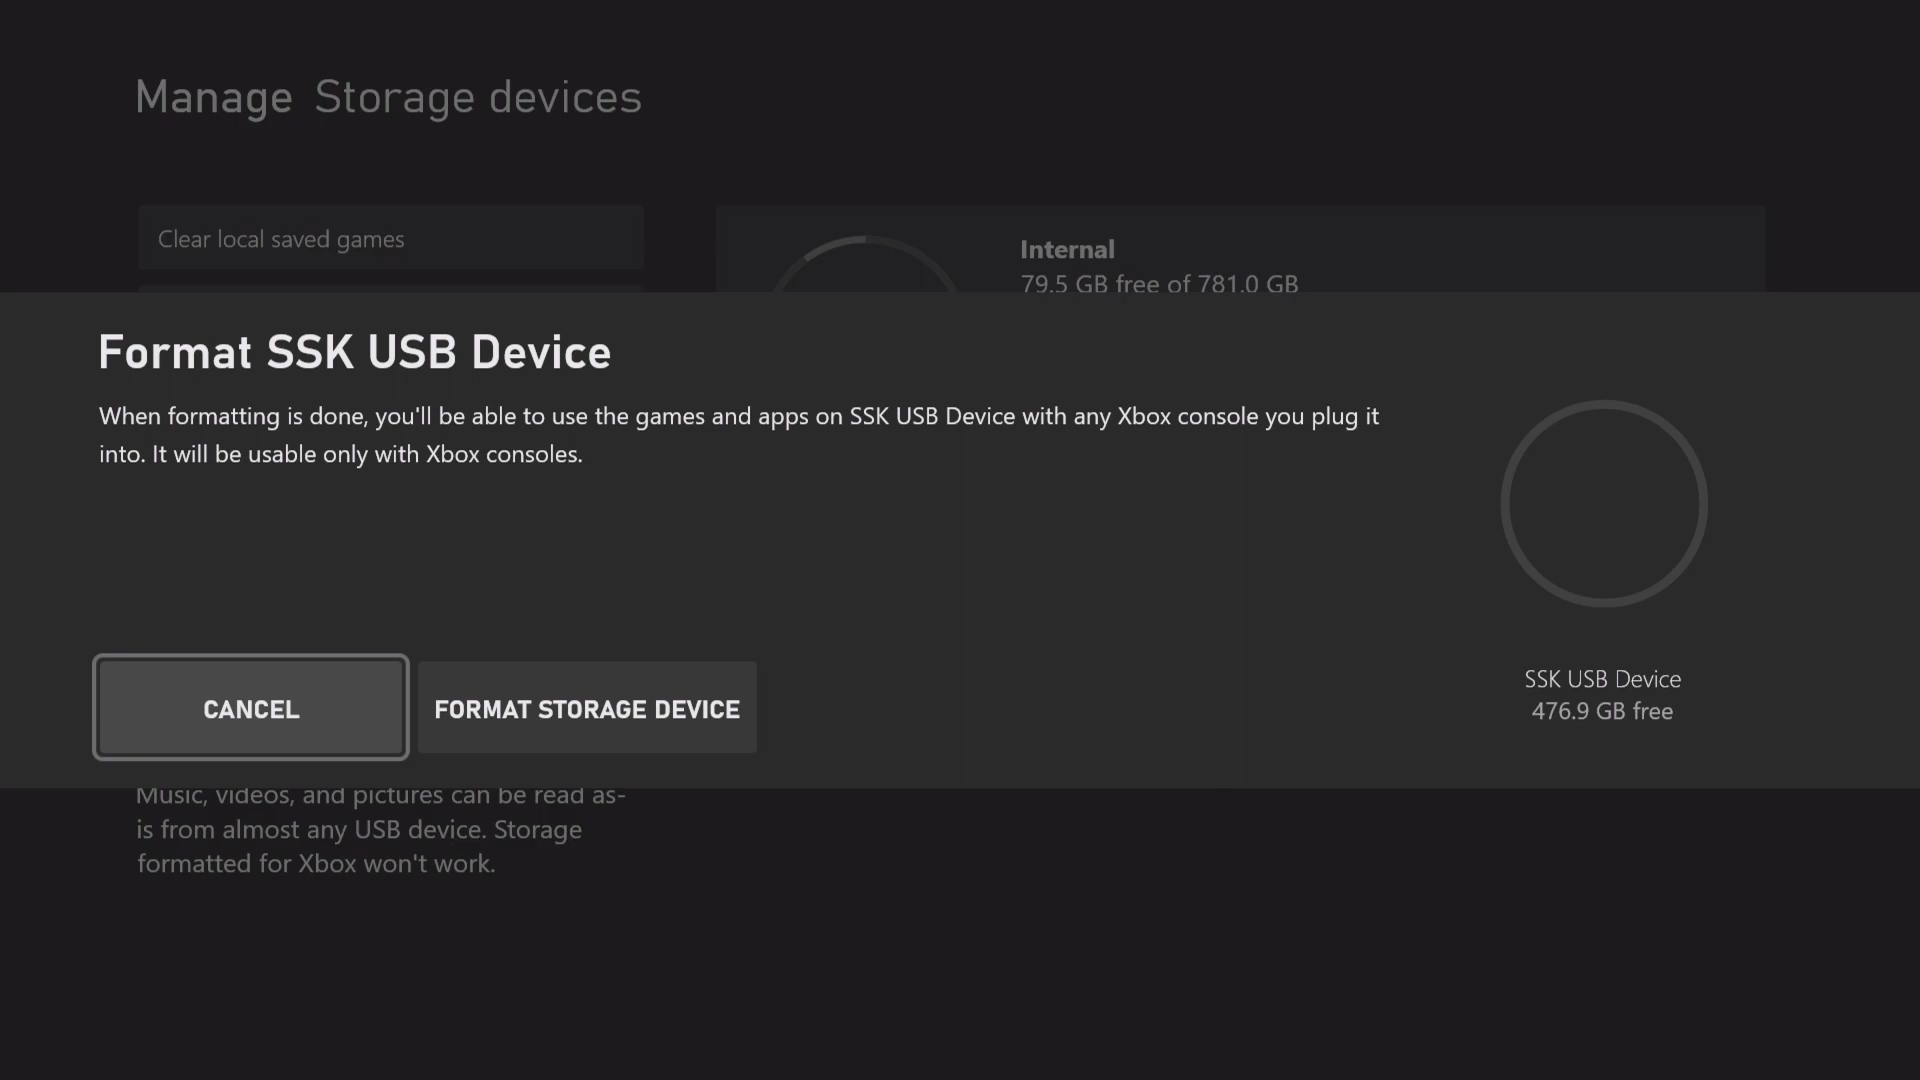 Manage Storage devices
Clear local saved games
Internal
79.5 GB free of 781.0 GB
Format SSK USB Device
When formatting is done, you'll be able to use the games and apps on SSK USB Device with any Xbox console you plug it
into. It will be usable only with Xbox consoles.
CANCEL
FORMAT STORAGE DEVICE
SSK USB Device
476.9 GB free
Music, videos, and pictures can be read as-
is from almost any USB device. Storage
formatted for Xbox won't work.